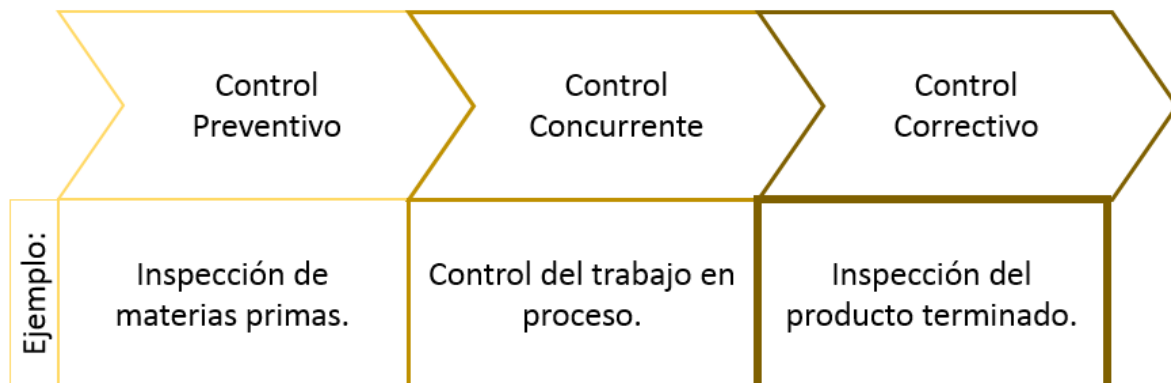 Control
Preventivo
Control
Concurrente
Control
Correctivo
Ejemplo:
Inspección de
materias primas.
Control del trabajo en
proceso.
Inspección del
producto terminado.